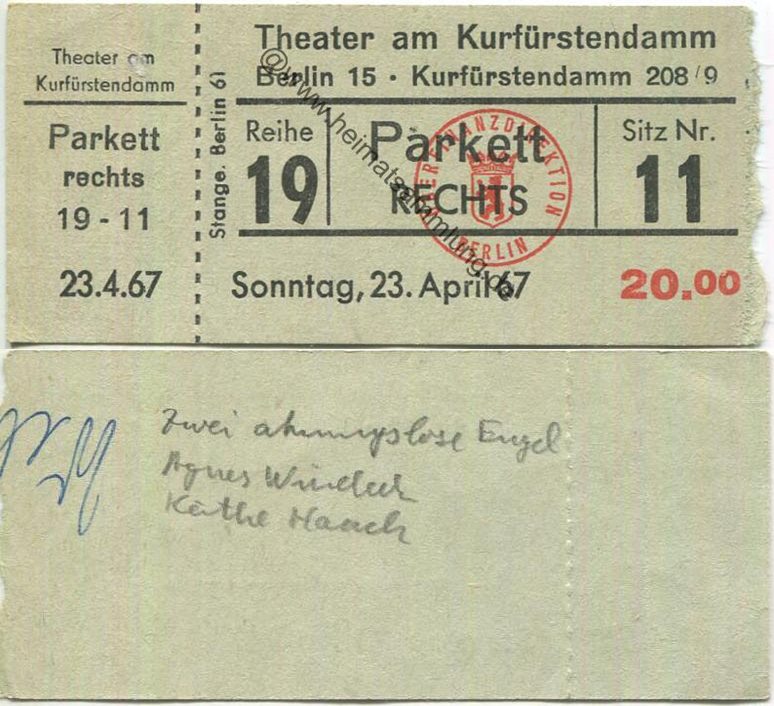 Theater am
Kurfürstendamm
Parkett
rechts
19 - 11
23.4.67
Stange. Berlin 61
Theater am Kurfürstendamm
Berlin 15 • Kurfürstendamm 208/9
Reihe
19
Parkett
RECHTS
Sitz Nr.
11
OBERFINANZDIREKTION
BERLIN
Sonntag, 23. April 67
20.00
@www.heimatsammlung.de
Zwei ahnungslose Engel
Agnes Windeck
Käthe Haack